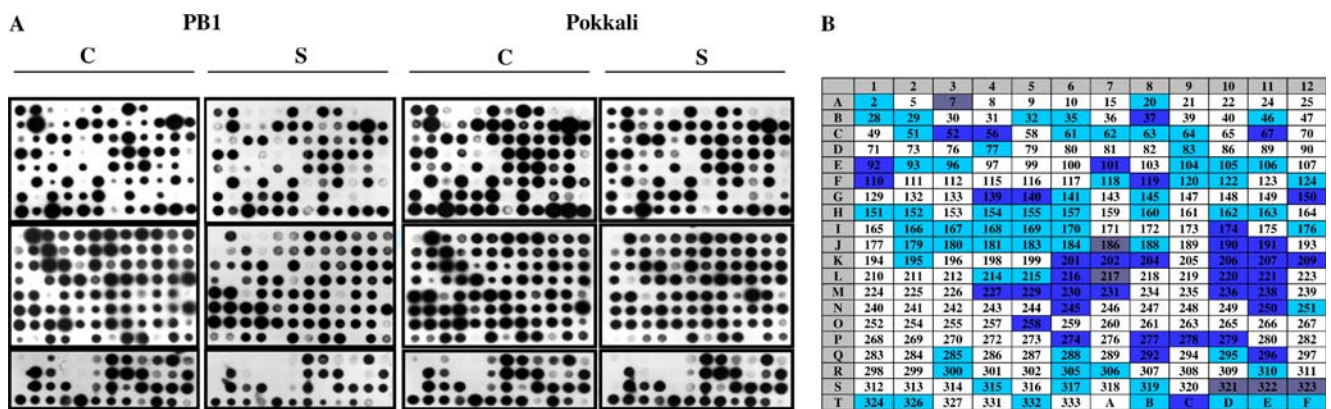 A PB1 Pokkali B
C S C S
1 2 3 4 5 6 7 8 9 10 11 12
A 2 5 7 8 9 10 15 20 21 22 24 25
B 28 29 30 31 32 35 36 37 39 40 46 47
C 49 51 52 56 58 61 62 63 64 65 67 70
D 71 73 76 77 79 80 81 82 83 86 89 90
E 92 93 96 97 99 100 101 103 104 105 106 107
F 110 111 112 115 116 117 118 119 120 122 123 124
G 129 132 133 139 140 141 143 145 147 148 149 150
H 151 152 153 154 155 157 159 160 161 162 163 164
I 165 166 167 168 169 170 171 172 173 174 175 176
J 177 179 180 181 183 184 186 188 189 190 191 193
K 194 195 196 198 199 201 202 204 205 206 207 209
L 210 211 212 214 215 216 217 218 219 220 221 223
M 224 225 226 227 229 230 231 234 235 236 238 239
N 240 241 242 243 244 245 246 247 248 249 250 251
O 252 254 255 257 258 259 260 261 263 265 266 267
P 268 269 270 272 273 274 276 277 278 279 280 282
Q 283 284 285 286 287 288 289 292 294 295 296 297
R 298 299 300 301 302 305 306 307 308 309 310 311
S 312 313 314 315 316 317 318 319 320 321 322 323
T 324 326 327 331 332 333 A B C D E F